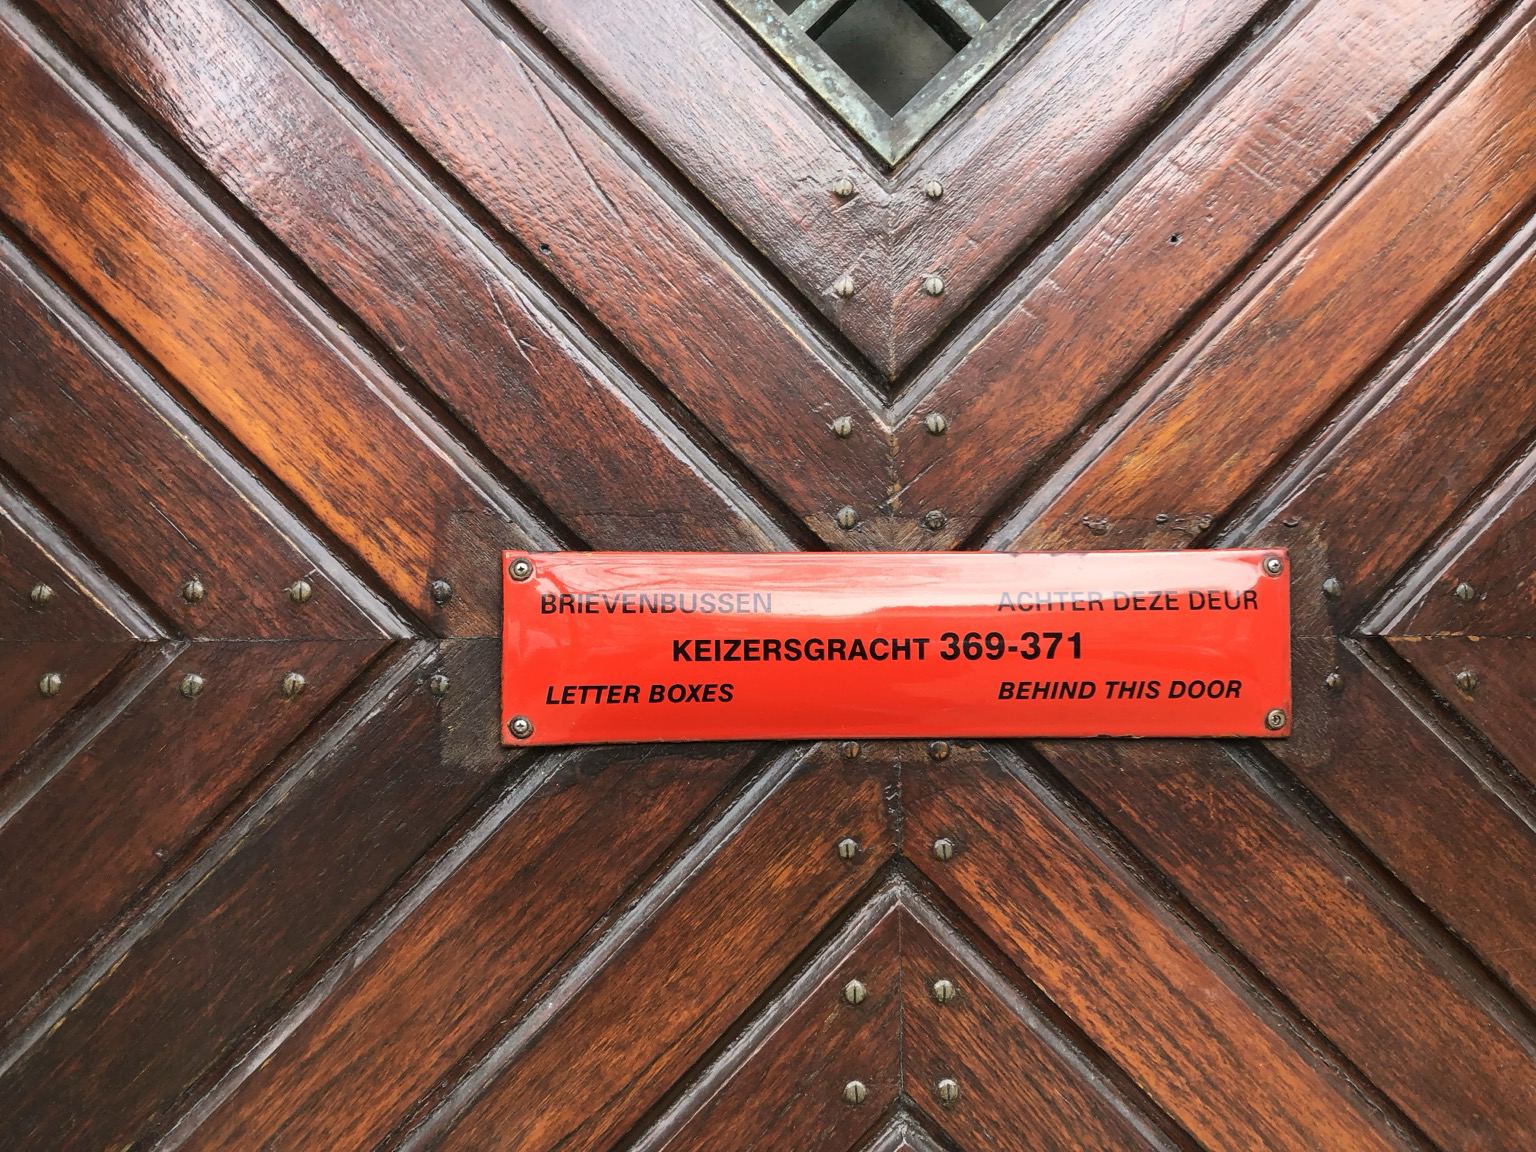 BRIEVENBUSSEN ACHTER DEZE DEUR
KEIZERSGRACHT 369-371
LETTER BOXES BEHIND THIS DOOR